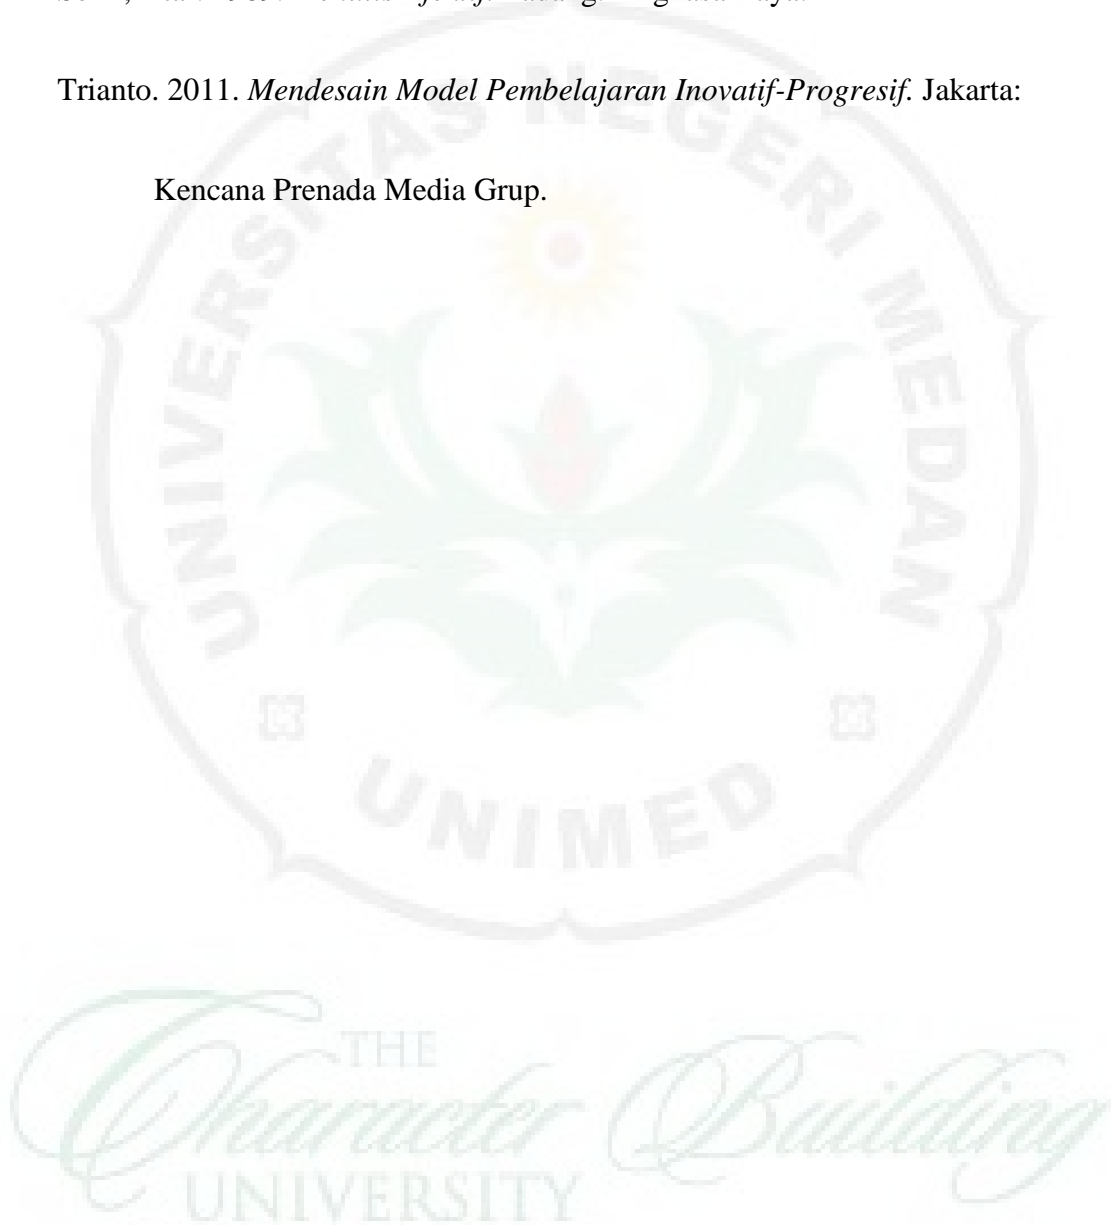 Trianto. 2011. Mendesain Model Pembelajaran Inovatif-Progresif. Jakarta:
Kencana Prenada Media Grup.
UNIVERSITAS NEGERI MEDAN
UNIMED
THE
Character Building
UNIVERSITY